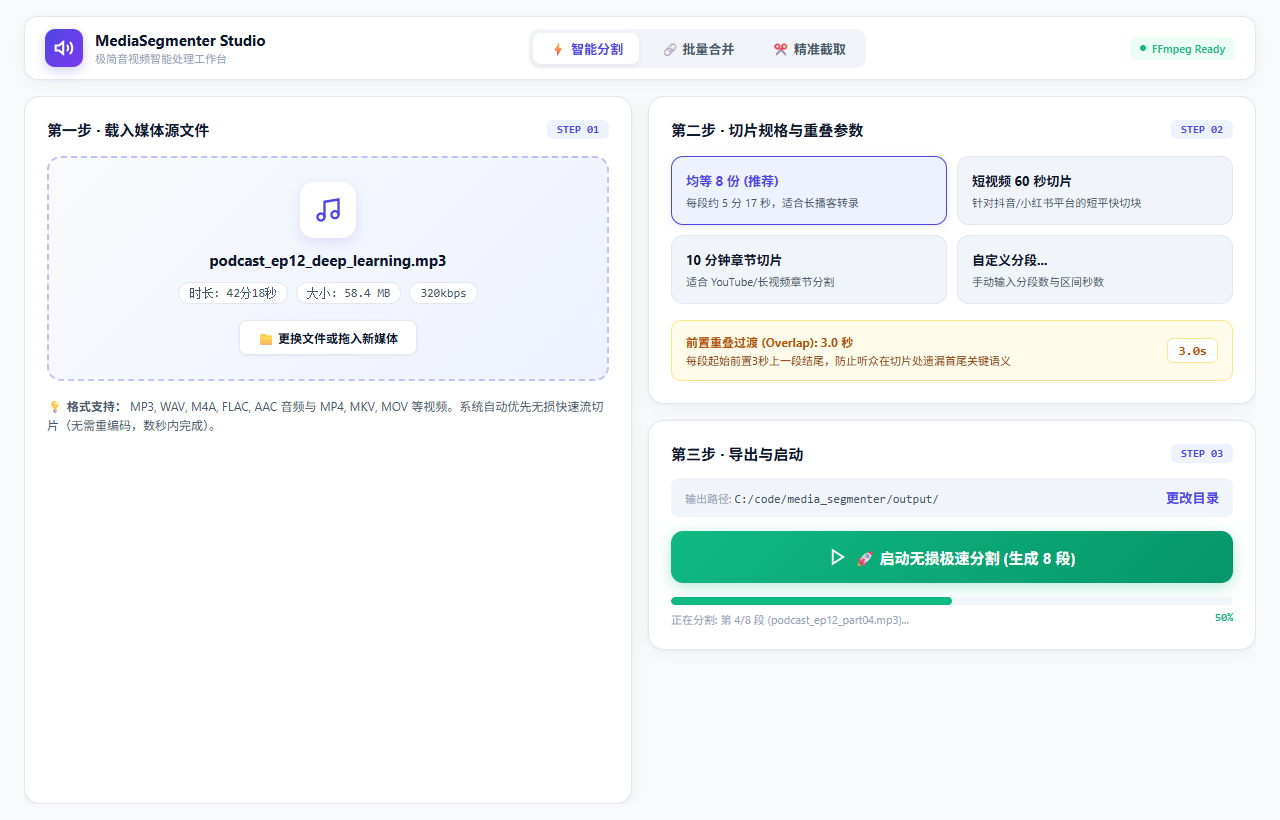 MediaSegmenter Studio
极简音视频智能处理工作台
⚡ 智能分割
🔗 批量合并
✂️ 精准截取
FFmpeg Ready
第一步 · 载入媒体源文件
STEP 01
podcast_ep12_deep_learning.mp3
时长: 42分18秒
大小: 58.4 MB
320kbps
📁 更换文件或拖入新媒体
💡 格式支持： MP3, WAV, M4A, FLAC, AAC 音频与 MP4, MKV, MOV 等视频。系统自动优先无损快速流切
片（无需重编码，数秒内完成）。
第二步 · 切片规格与重叠参数
STEP 02
均等 8 份 (推荐)
每段约 5 分 17 秒，适合长播客转录
短视频 60 秒切片
针对抖音/小红书平台的短平快切块
10 分钟章节切片
适合 YouTube/长视频章节分割
自定义分段...
手动输入分段数与区间秒数
前置重叠过渡 (Overlap): 3.0 秒
每段起始前置3秒上一段结尾，防止听众在切片处遗漏首尾关键语义
3.0s
第三步 · 导出与启动
STEP 03
输出路径: C:/code/media_segmenter/output/
更改目录
🚀 启动无损极速分割 (生成 8 段)
正在分割: 第 4/8 段 (podcast_ep12_part04.mp3)...
50%